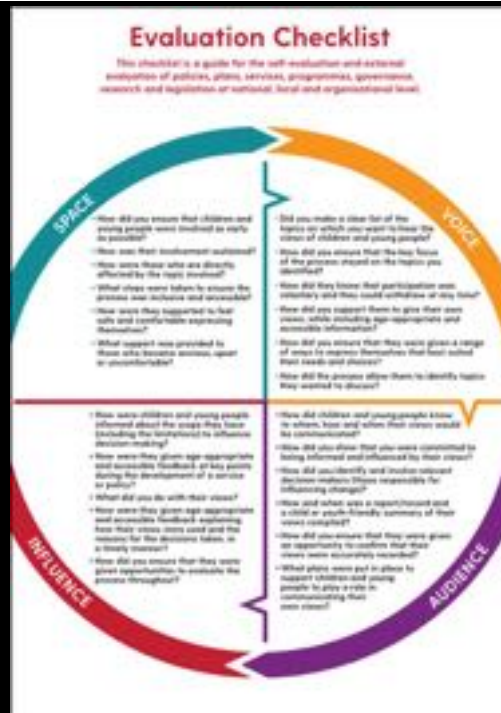 Evaluation Checklist
This checklist is a guide for the self-evaluation and external
evaluation of policies, plans, services, programmes, governance,
research and legislation at national, local and organisational level.
SPACE
• How did you ensure that children and
young people were involved as early
as possible?
• How was their involvement sustained?
• How were those who are directly
affected by the topic involved?
• What steps were taken to ensure the
process was inclusive and accessible?
• How were they supported to feel
safe and comfortable expressing
themselves?
• What support was provided to
those who became anxious, upset
or uncomfortable?
VOICE
• Did you make a clear list of the
topics on which you want to hear the
views of children and young people?
• How did you ensure that the key focus
of the process stayed on the topics you
identified?
• How did they know that participation was
voluntary and they could withdraw at any time?
• How did you support them to give their own
views, while including age-appropriate and
accessible information?
• How did you ensure that they were given a range
of ways to express themselves that best suited
their needs and choices?
• How did the process allow them to identify topics
they wanted to discuss?
INFLUENCE
• How were children and young people
informed about the scope they have
(including the limitations) to influence
decision making?
• How were they given age-appropriate
and accessible feedback at key points
during the development of a service
or policy?
• What did you do with their views?
• How were they given age-appropriate
and accessible feedback explaining
how their views were used and the
reasons for the decisions taken, in
a timely manner?
• How did you ensure that they were
given opportunities to evaluate the
process throughout?
AUDIENCE
• How did children and young people know
to whom, how and when their views would
be communicated?
• How did you show that you were committed to
being informed and influenced by their views?
• How did you identify and involve relevant
decision-makers (those responsible for
influencing change)?
• How and when was a report/record and
a child or youth-friendly summary of their
views compiled?
• How did you ensure that they were given
an opportunity to confirm that their
views were accurately recorded?
• What plans were put in place to
support children and young
people to play a role in
communicating their
own views?